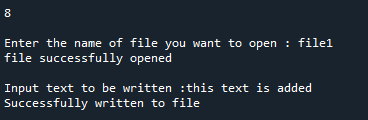 8
Enter the name of file you want to open : file1
file successfully opened
Input text to be written :this text is added
Successfully written to file